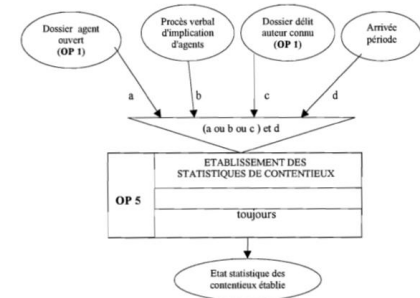 Dossier agent
ouvert
(OP 1)
Procès verbal
d'implication
d'agents
Dossier délit
auteur connu
(OP 1)
Arrivée
période
a
b
c
d
(a ou b ou c ) et d
OP 5
ETABLISSEMENT DES
STATISTIQUES DE CONTENTIEUX
toujours
Etat statistique des
contentieux établie